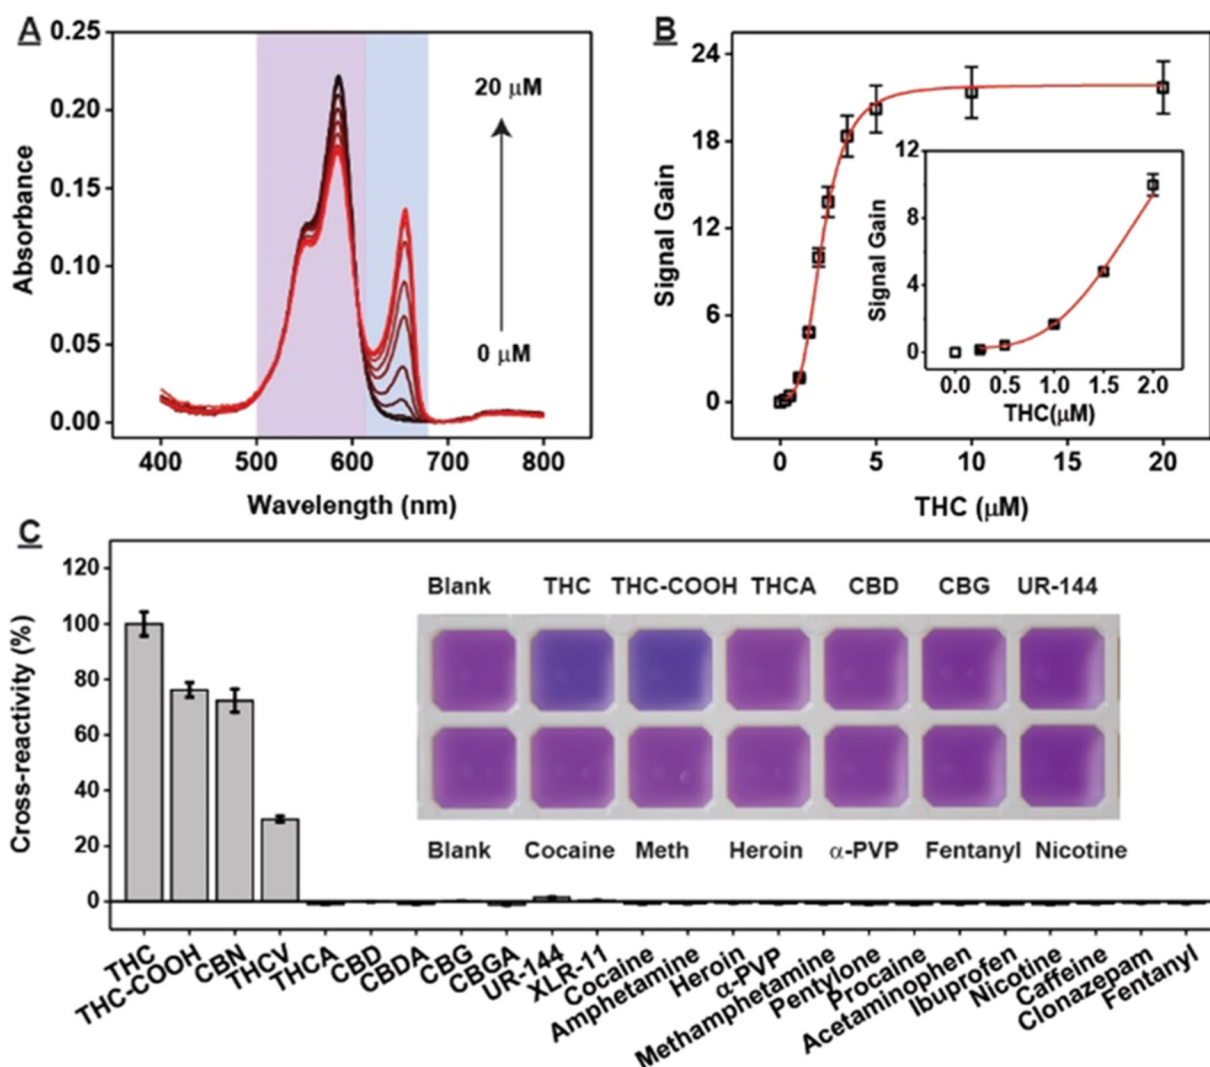 A
0.25
0.20
0.15
0.10
0.05
0.00
Absorbance
20 μM
0 μM
400 500 600 700 800
Wavelength (nm)
B
24
18
12
6
0
Signal Gain
0 5 10 15 20
THC (μM)
12
8
4
0
Signal Gain
0.0 0.5 1.0 1.5 2.0
THC(μM)
C
120
100
80
60
40
20
0
Cross-reactivity (%)
Blank THC THC-COOH THCA CBD CBG UR-144
Blank Cocaine Meth Heroin α-PVP Fentanyl Nicotine
THC
THC-COOH
CBN
THCV
THCA
CBD
CBDA
CBG
CBGA
UR-144
XLR-11
Cocaine
Amphetamine
Heroin
α-PVP
Methamphetamine
Pentylone
Procaine
Acetaminophen
Ibuprofen
Nicotine
Caffeine
Clonazepam
Fentanyl